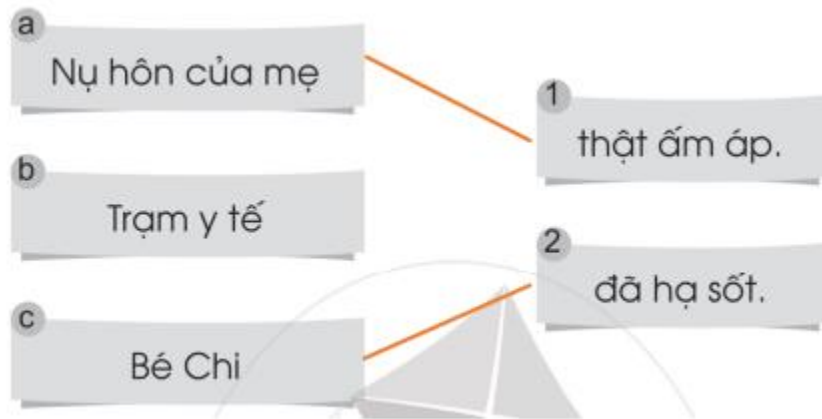 a
Nụ hôn của mẹ
1
thật ấm áp.
b
Trạm y tế
2
đã hạ sốt.
c
Bé Chi